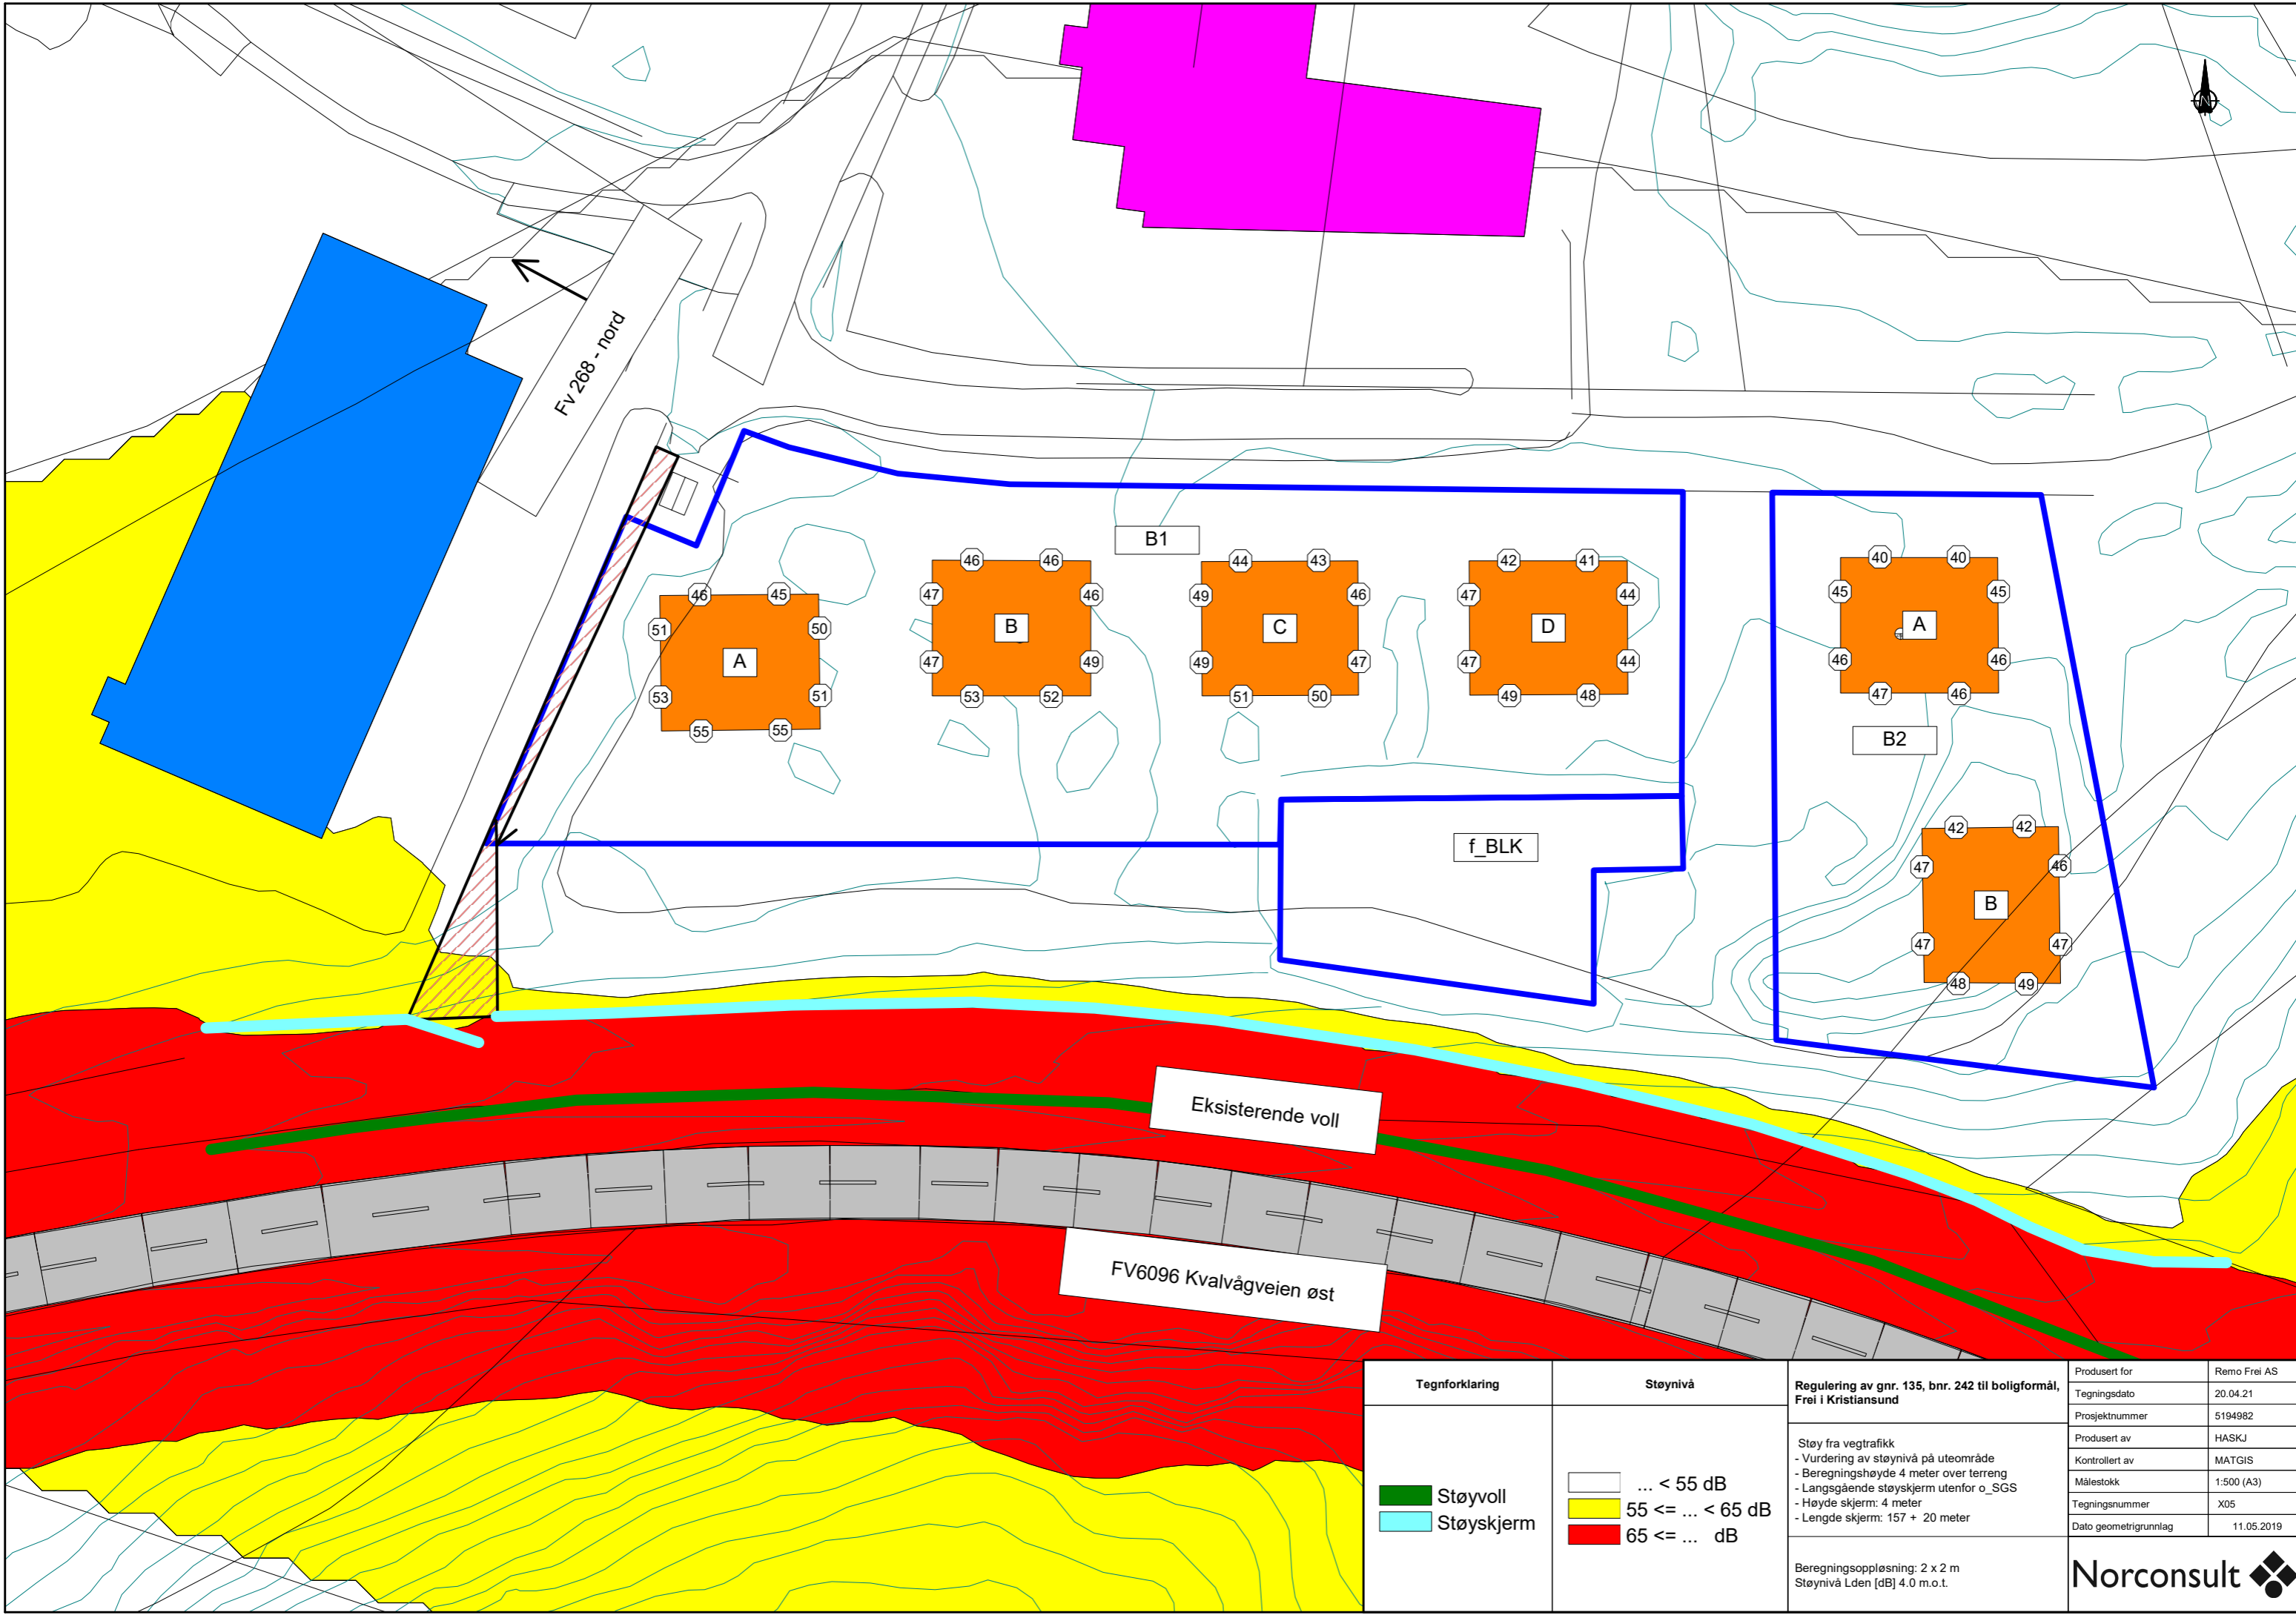 N
Fv 268 - nord
B1
46 45
51 50
A
53 51
55 55
46 46
47 46
B
47 49
53 52
44 43
49 46
C
49 47
51 50
42 41
47 44
D
47 44
49 48
40 40
45 45
A
46 46
47 46
B2
f_BLK
42 42
47 46
B
47 47
48 49
Eksisterende voll
FV6096 Kvalvågveien øst
Tegnforklaring
Støyvoll
Støyskjerm
Støynivå
... < 55 dB
55 <= ... < 65 dB
65 <= ... dB
Regulering av gnr. 135, bnr. 242 til boligformål,
Frei i Kristiansund
Støy fra vegtrafikk
- Vurdering av støynivå på uteområde
- Beregningshøyde 4 meter over terreng
- Langsgående støyskjerm utenfor o_SGS
- Høyde skjerm: 4 meter
- Lengde skjerm: 157 + 20 meter
Beregningsoppløsning: 2 x 2 m
Støynivå Lden [dB] 4.0 m.o.t.
Produsert for Remo Frei AS
Tegningsdato 20.04.21
Prosjektnummer 5194982
Produsert av HASKJ
Kontrollert av MATGIS
Målestokk 1:500 (A3)
Tegningsnummer X05
Dato geometrigrunnlag 11.05.2019
Norconsult